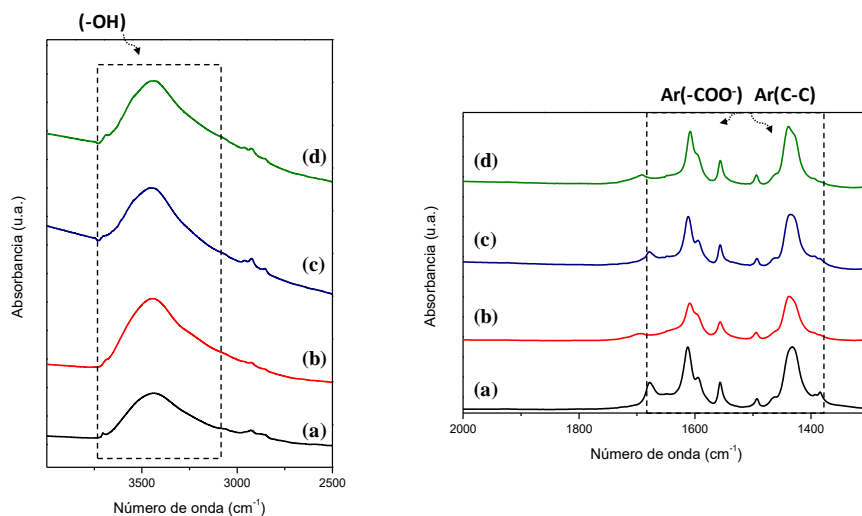 (-OH)
Absorbancia (u.a.)
(d)
(c)
(b)
(a)
3500 3000 2500
Número de onda (cm-1)
Ar(-COO-) Ar(C-C)
Absorbancia (u.a.)
(d)
(c)
(b)
(a)
2000 1800 1600 1400
Número de onda (cm-1)